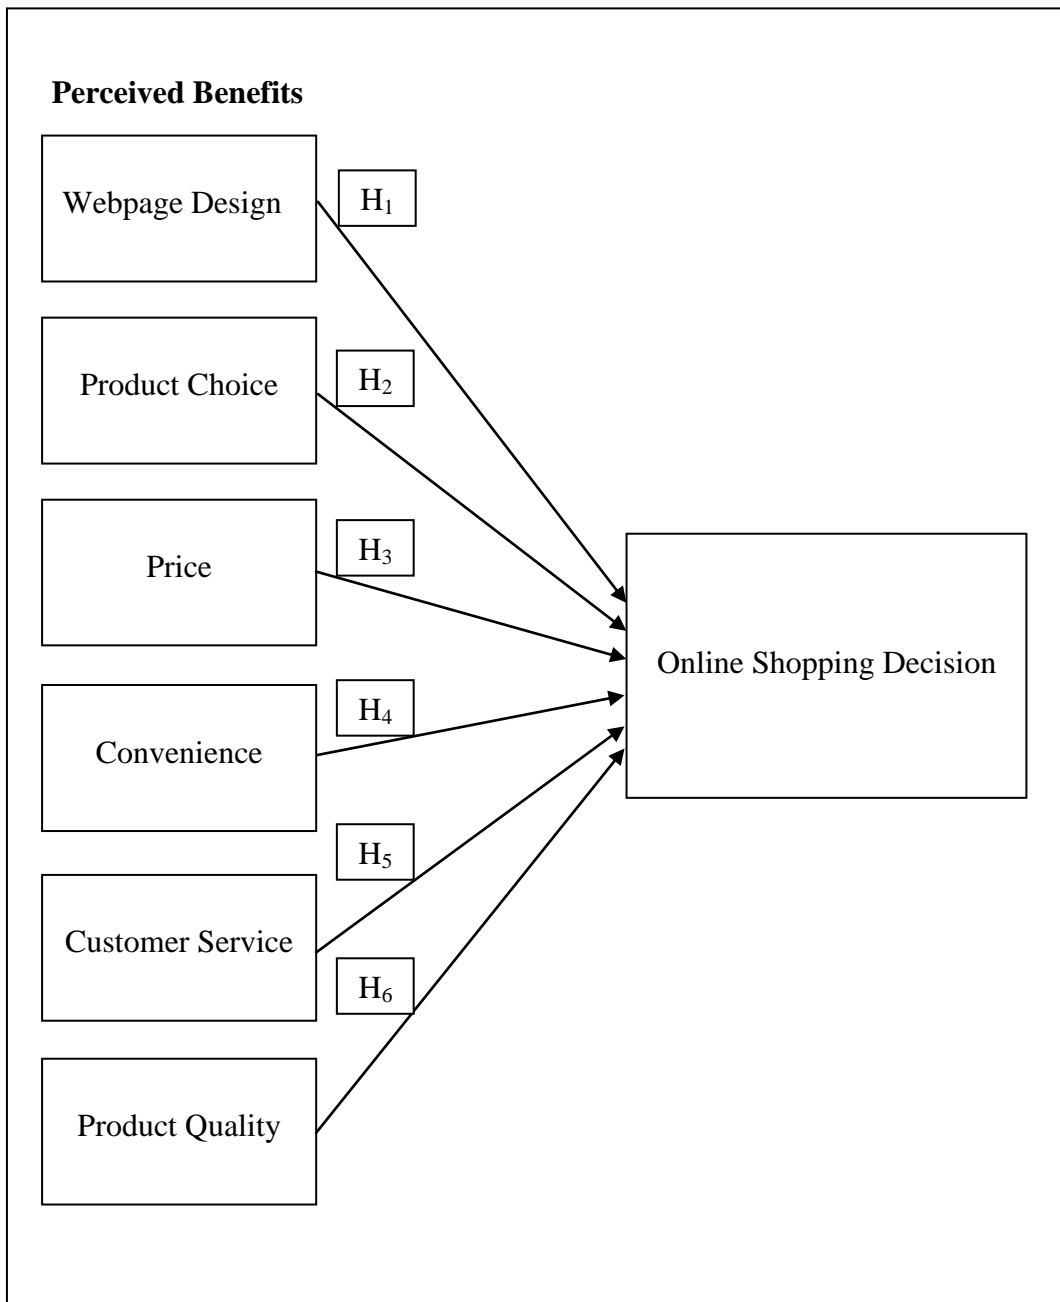 Perceived Benefits
Webpage Design
H₁
Product Choice
H₂
Price
H₃
Online Shopping Decision
Convenience
H₄
Customer Service
H₅
Product Quality
H₆